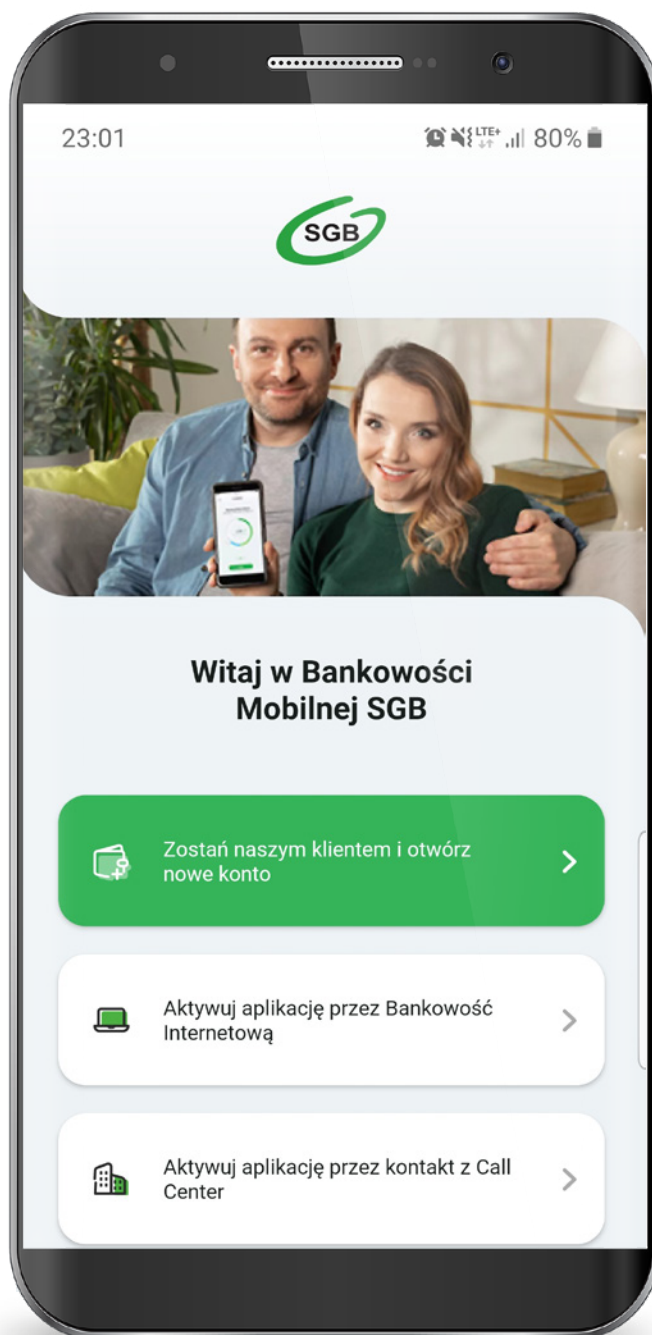 23:01
LTE+ 80%
SGB
Witaj w Bankowości
Mobilnej SGB
Zostań naszym klientem i otwórz
nowe konto
Aktywuj aplikację przez Bankowość
Internetową
Aktywuj aplikację przez kontakt z Call
Center